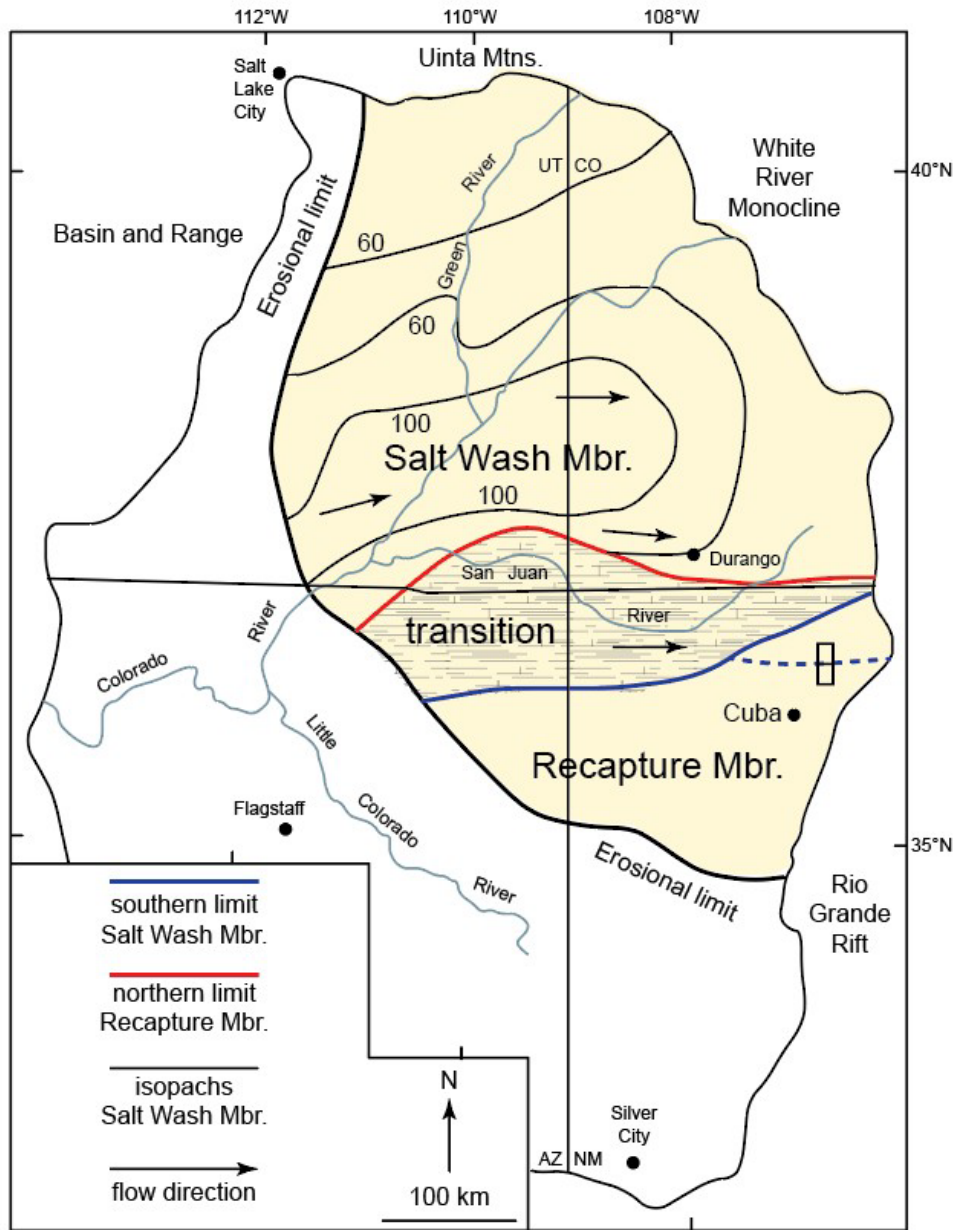 112°W
110°W
108°W
Uinta Mtns.
Salt
Lake
City
UT CO
White
River
Monocline
40°N
River
Basin and Range
Erosional limit
60
Green
60
100
Salt Wash Mbr.
100
Durango
San Juan
River
transition
River
Colorado
Cuba
Little
Recapture Mbr.
Flagstaff
Colorado
35°N
River
Erosional limit
Rio
Grande
Rift
southern limit
Salt Wash Mbr.
northern limit
Recapture Mbr.
isopachs
Salt Wash Mbr.
flow direction
N
100 km
Silver
City
AZ NM